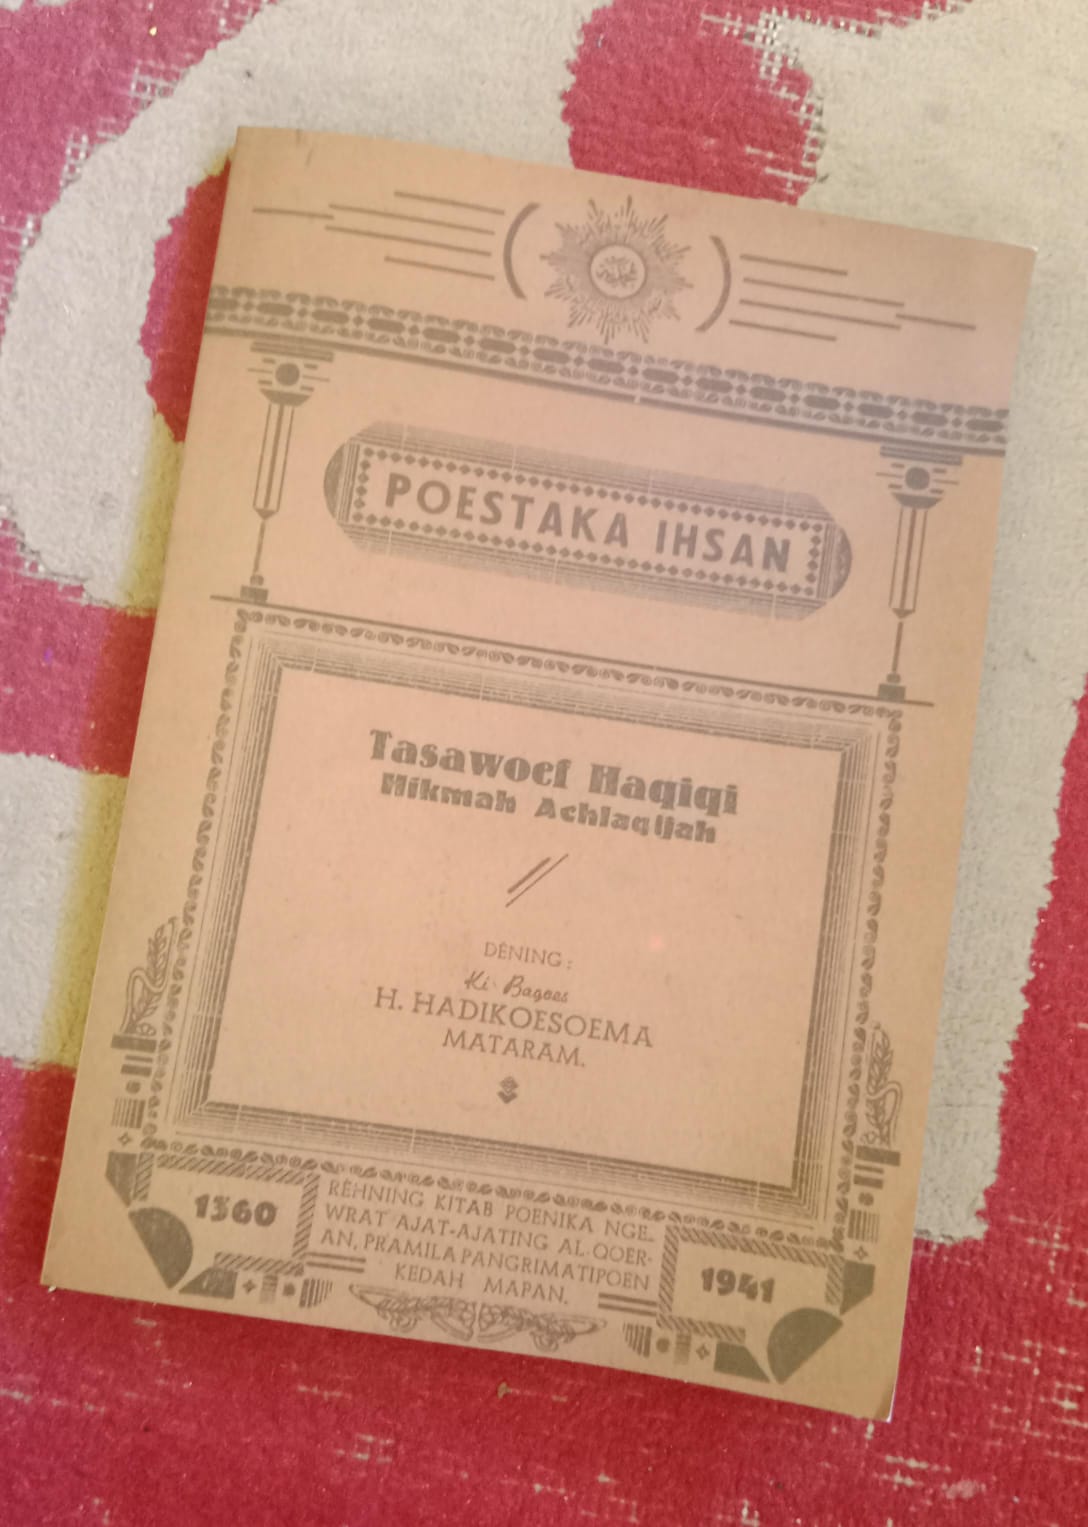 POESTAKA IHSAN
Tasawoef Haqiqi
Hikmah Achlaqijah
DÉNING :
Ki Bagoes
H. HADIKOESOEMA
MATARAM.
1360
RÈHNING KITAB POENIKA NGE-
WRAT AJAT-AJATING AL-QOER-
AN, PRAMILA PANGRIMATIPOEN
KEDAH MAPAN.
1941